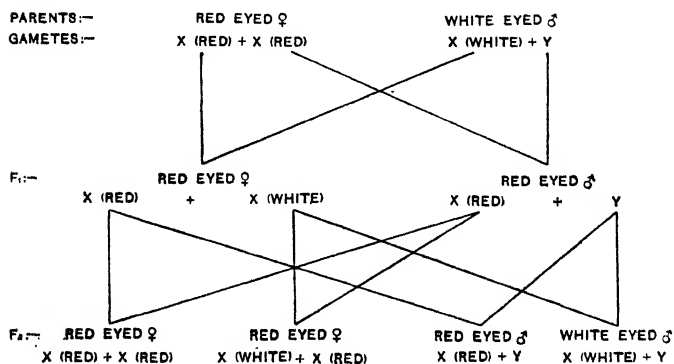 PARENTS:— RED EYED ♀ WHITE EYED ♂
GAMETES:— X (RED) + X (RED) X (WHITE) + Y
F₁:— RED EYED ♀ RED EYED ♂
X (RED) + X (WHITE) X (RED) + Y
F₂:— RED EYED ♀ RED EYED ♀ RED EYED ♂ WHITE EYED ♂
X (RED) + X (RED) X (WHITE) + X (RED) X (RED) + Y X (WHITE) + Y